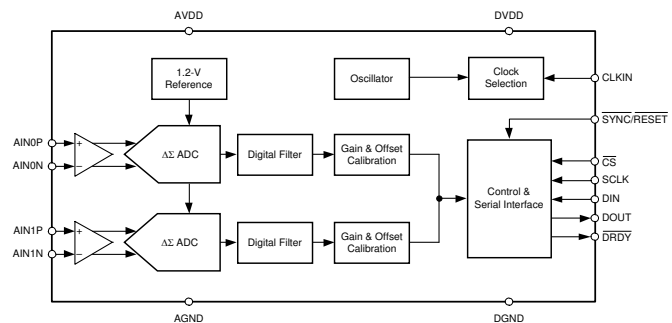 AVDD
DVDD
1.2-V
Reference
Oscillator
Clock
Selection
CLKIN
SYNC/RESET
AIN0P
+
AIN0N
−
ΔΣ ADC
Digital Filter
Gain & Offset
Calibration
Control &
Serial Interface
CS
SCLK
DIN
DOUT
DRDY
AIN1P
+
AIN1N
−
ΔΣ ADC
Digital Filter
Gain & Offset
Calibration
AGND
DGND